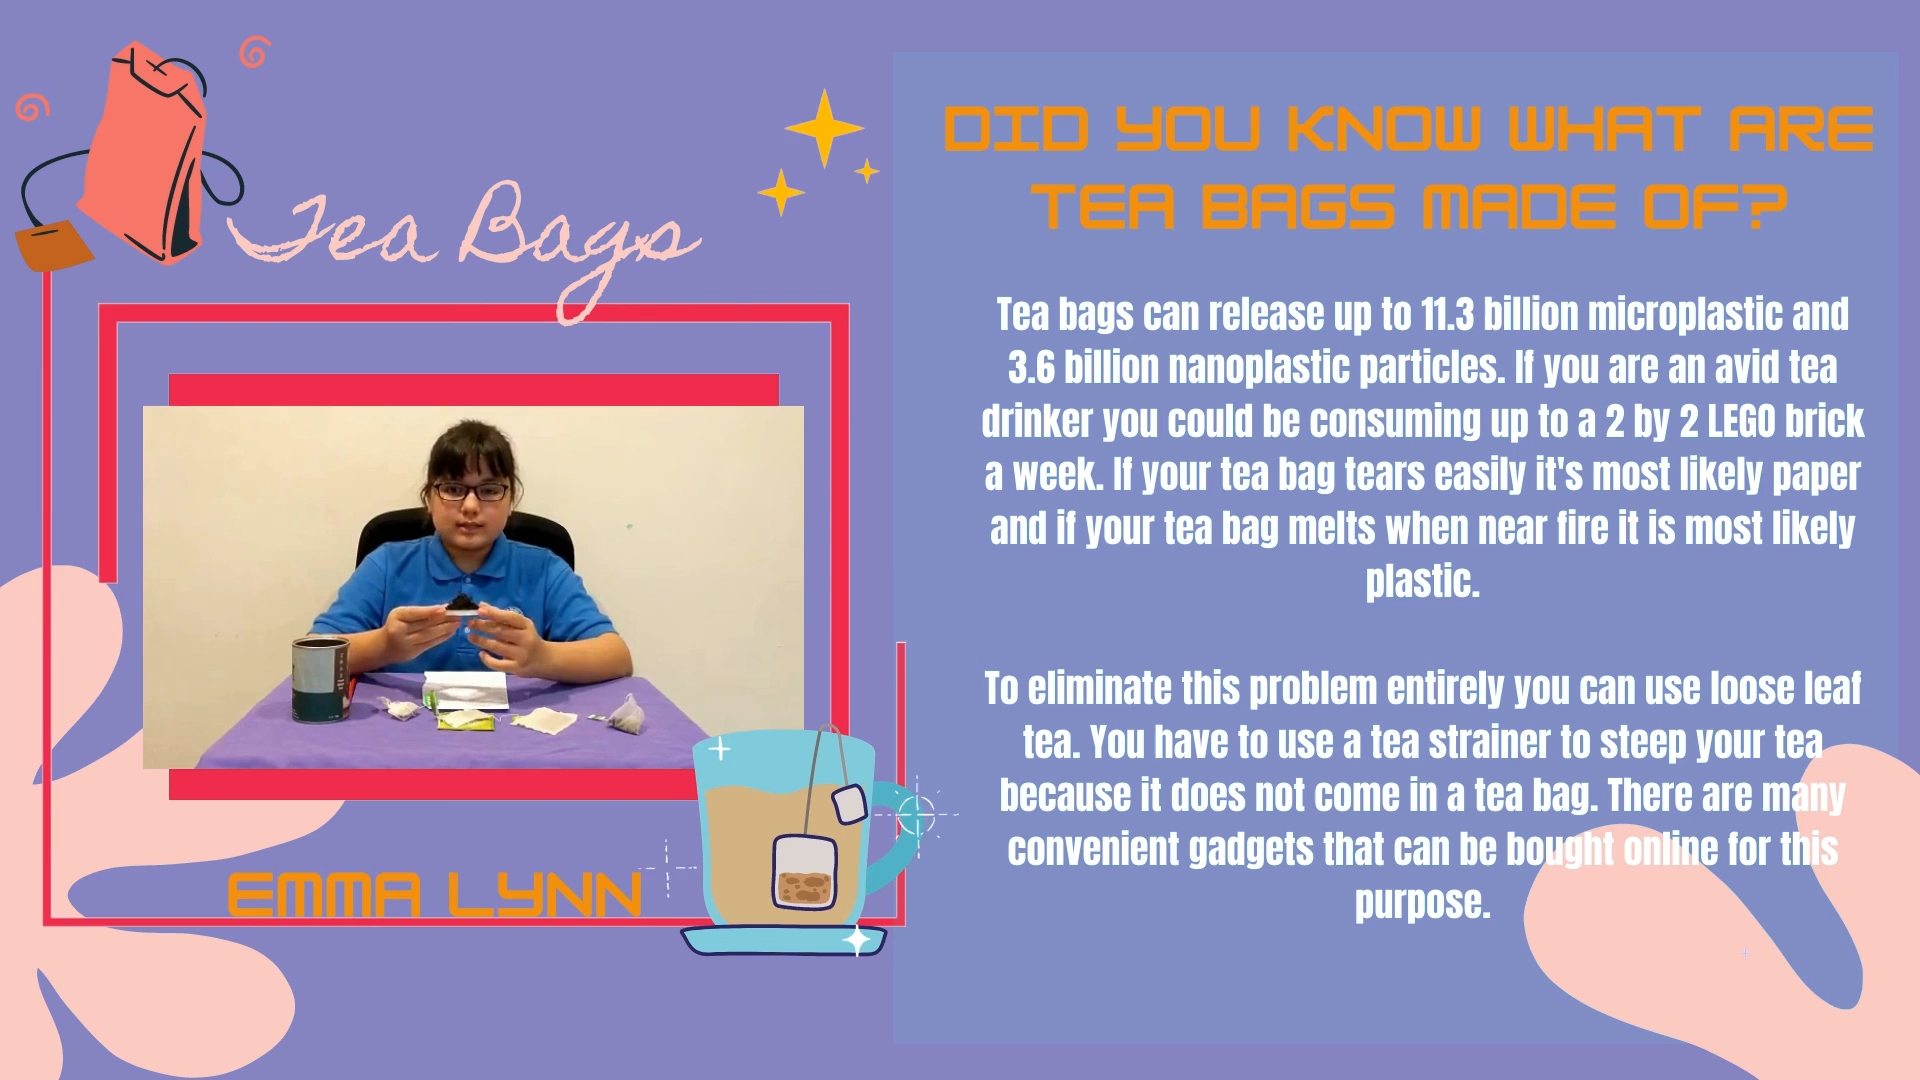 Tea Bags
EMMA LYNN
DID YOU KNOW WHAT ARE
TEA BAGS MADE OF?
Tea bags can release up to 11.3 billion microplastic and
3.6 billion nanoplastic particles. If you are an avid tea
drinker you could be consuming up to a 2 by 2 LEGO brick
a week. If your tea bag tears easily it's most likely paper
and if your tea bag melts when near fire it is most likely
plastic.
To eliminate this problem entirely you can use loose leaf
tea. You have to use a tea strainer to steep your tea
because it does not come in a tea bag. There are many
convenient gadgets that can be bought online for this
purpose.